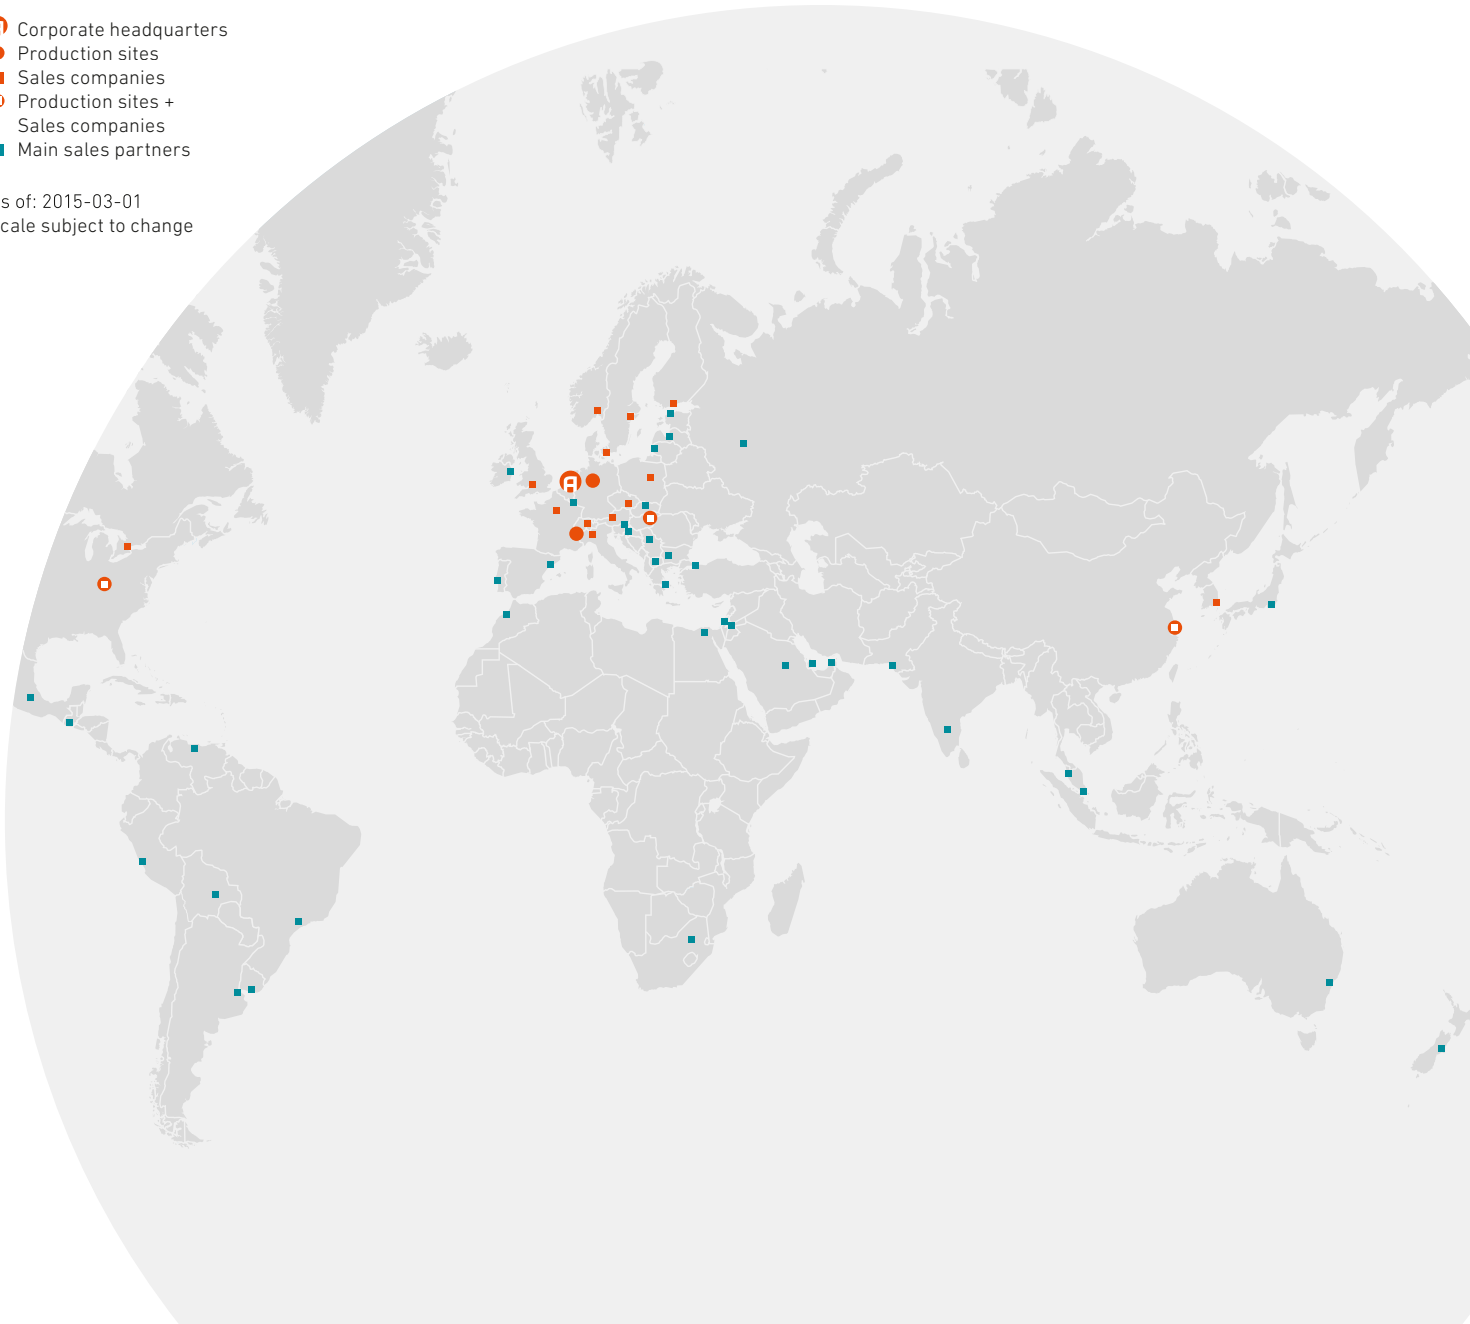 Corporate headquarters
Production sites
Sales companies
Production sites +
Sales companies
Main sales partners
s of: 2015-03-01
cale subject to change